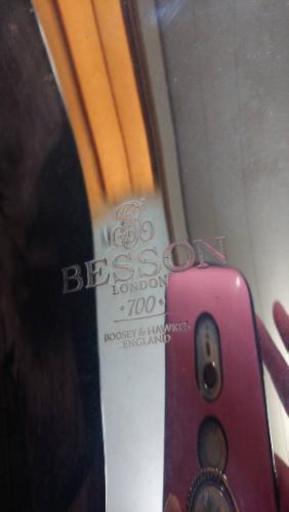 BESSON
LONDON
·700·
BOOSEY & HAWKES
ENGLAND